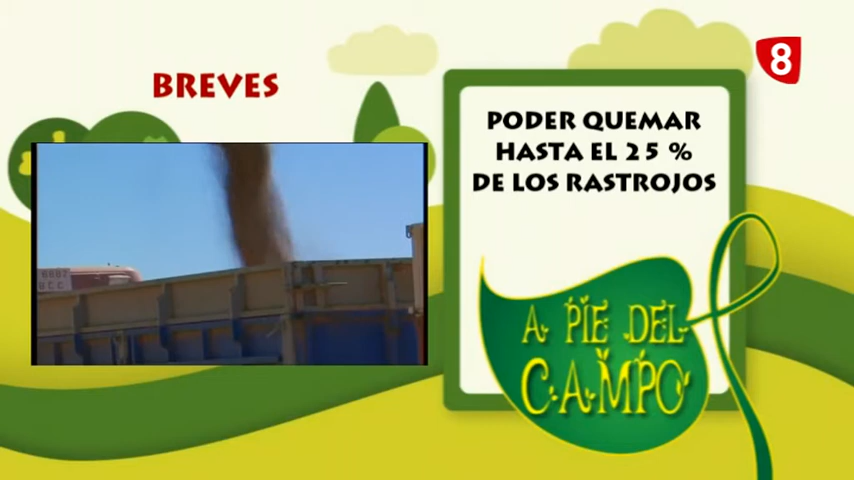 BREVES
8
PODER QUEMAR
HASTA EL 25 %
DE LOS RASTROJOS
A PIE DEL
CAMPO